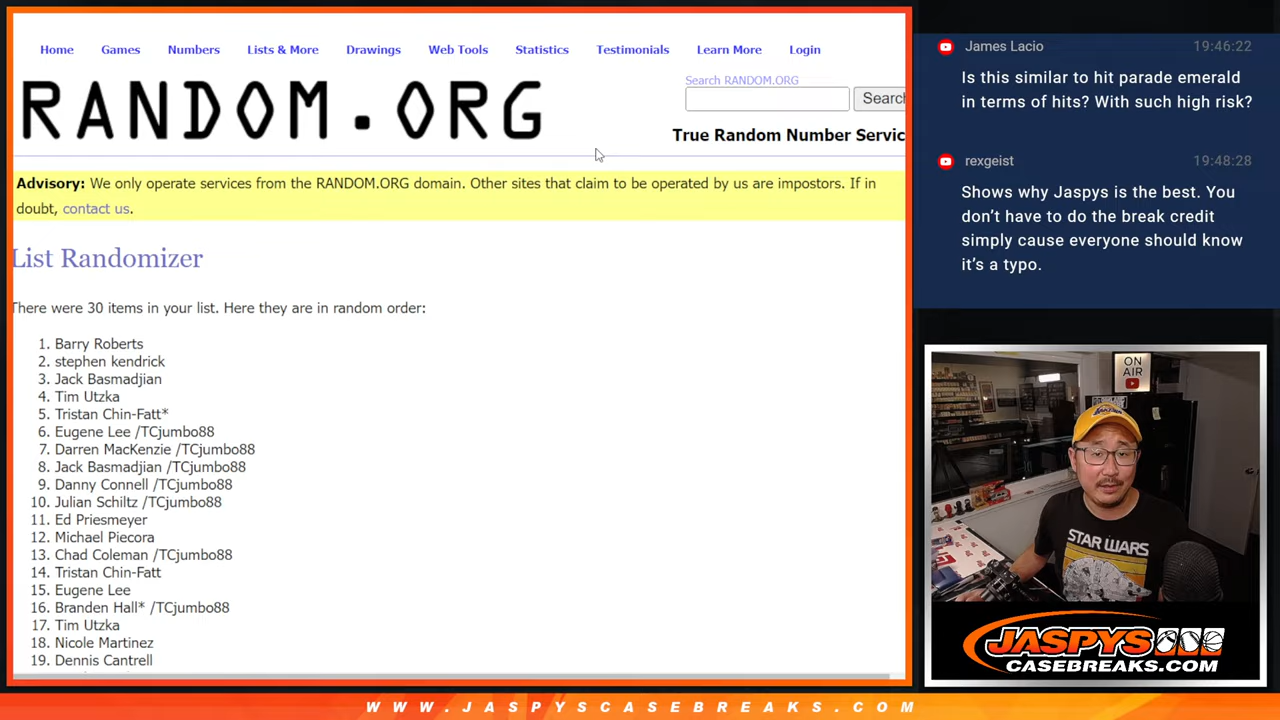 Home Games Numbers Lists & More Drawings Web Tools Statistics Testimonials Learn More Login
RANDOM.ORG
Search RANDOM.ORG
Search
True Random Number Servic
Advisory: We only operate services from the RANDOM.ORG domain. Other sites that claim to be operated by us are impostors. If in
doubt, contact us.
List Randomizer
There were 30 items in your list. Here they are in random order:
1. Barry Roberts
2. stephen kendrick
3. Jack Basmadjian
4. Tim Utzka
5. Tristan Chin-Fatt*
6. Eugene Lee /TCjumbo88
7. Darren MacKenzie /TCjumbo88
8. Jack Basmadjian /TCjumbo88
9. Danny Connell /TCjumbo88
10. Julian Schiltz /TCjumbo88
11. Ed Priesmeyer
12. Michael Piecora
13. Chad Coleman /TCjumbo88
14. Tristan Chin-Fatt
15. Eugene Lee
16. Branden Hall* /TCjumbo88
17. Tim Utzka
18. Nicole Martinez
19. Dennis Cantrell
James Lacio 19:46:22
Is this similar to hit parade emerald
in terms of hits? With such high risk?
rexgeist 19:48:28
Shows why Jaspys is the best. You
don't have to do the break credit
simply cause everyone should know
it's a typo.
ON
AIR
STAR WARS
JASPYS
CASEBREAKS.COM
WWW.JASPYSCASEBREAKS.COM